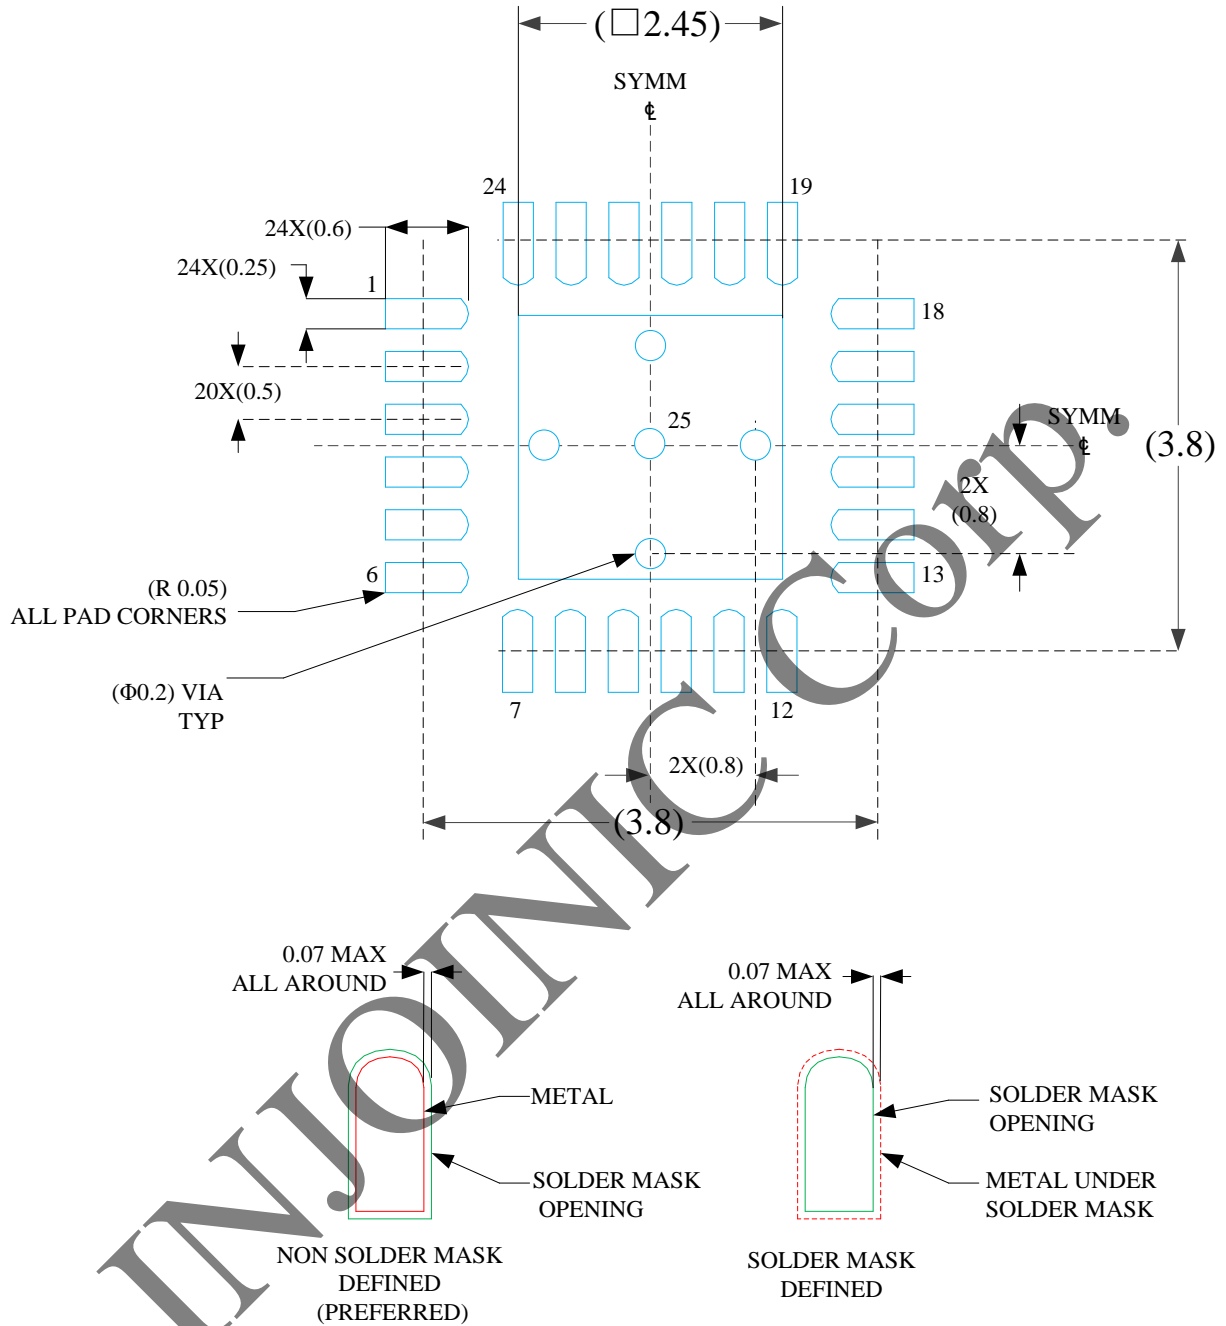 (□2.45)
SYMM
℄
24
19
24X(0.6)
24X(0.25)
1
18
20X(0.5)
25
SYMM
℄
(3.8)
2X
(0.8)
6
13
(R 0.05)
ALL PAD CORNERS
(Φ0.2) VIA
TYP
7
12
2X(0.8)
(3.8)
INJOINIC Corp.
0.07 MAX
ALL AROUND
METAL
SOLDER MASK
OPENING
NON SOLDER MASK
DEFINED
(PREFERRED)
0.07 MAX
ALL AROUND
SOLDER MASK
OPENING
METAL UNDER
SOLDER MASK
SOLDER MASK
DEFINED